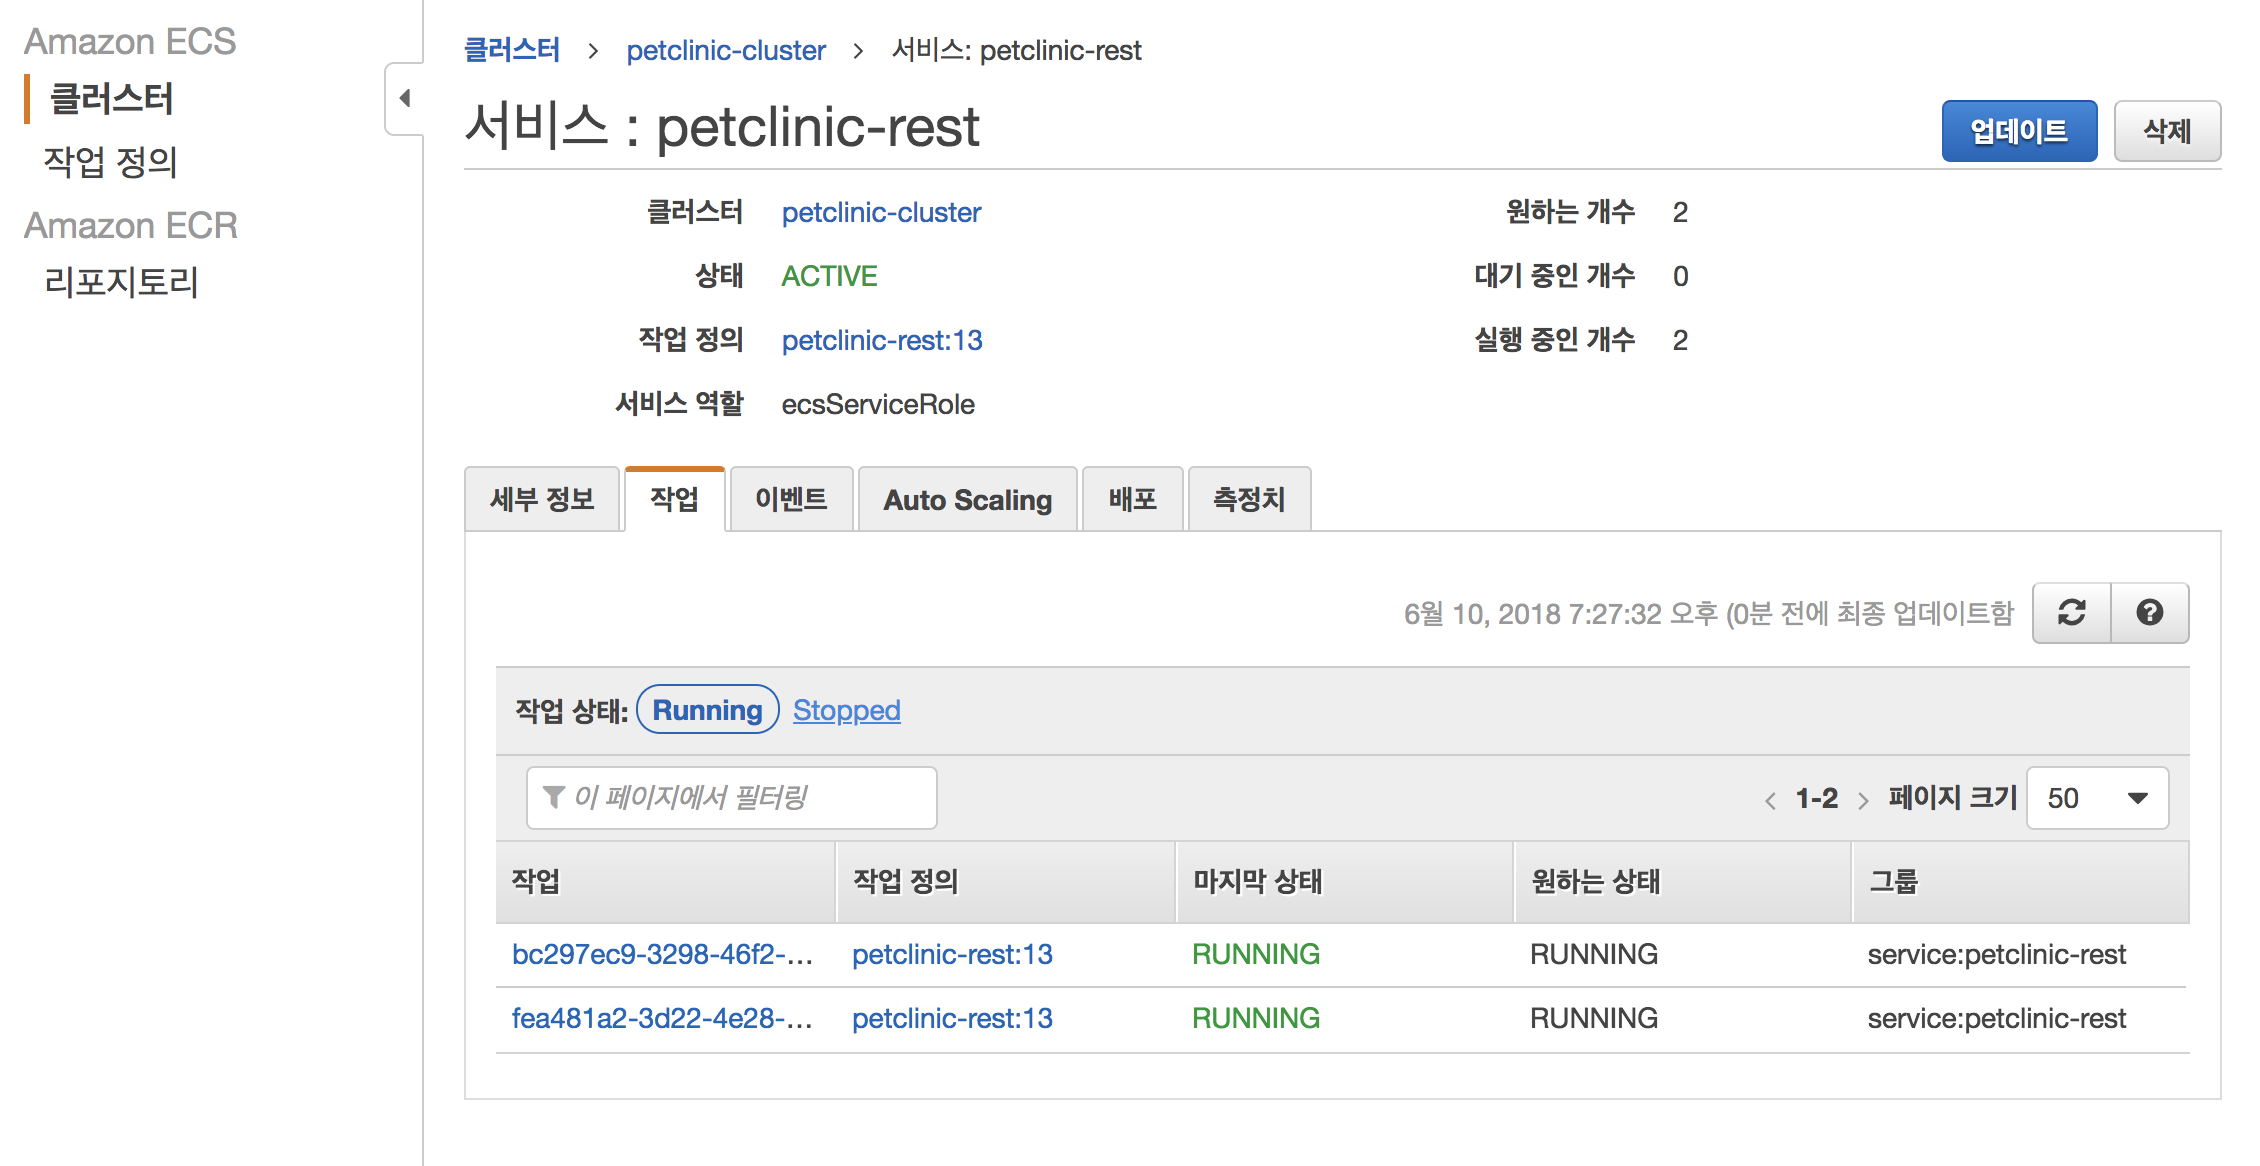 Amazon ECS
클러스터
작업 정의
Amazon ECR
리포지토리
클러스터 > petclinic-cluster > 서비스: petclinic-rest
서비스 : petclinic-rest
업데이트 삭제
클러스터 petclinic-cluster 원하는 개수 2
상태 ACTIVE 대기 중인 개수 0
작업 정의 petclinic-rest:13 실행 중인 개수 2
서비스 역할 ecsServiceRole
세부 정보 작업 이벤트 Auto Scaling 배포 측정치
6월 10, 2018 7:27:32 오후 (0분 전에 최종 업데이트함
작업 상태: Running Stopped
이 페이지에서 필터링 < 1-2 > 페이지 크기 50
작업 작업 정의 마지막 상태 원하는 상태 그룹
bc297ec9-3298-46f2-... petclinic-rest:13 RUNNING RUNNING service:petclinic-rest
fea481a2-3d22-4e28-... petclinic-rest:13 RUNNING RUNNING service:petclinic-rest